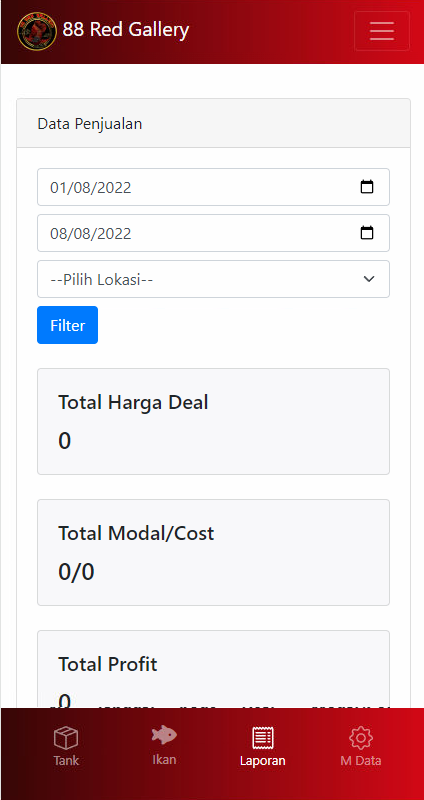 88 Red Gallery
Data Penjualan
01/08/2022
08/08/2022
--Pilih Lokasi--
Filter
Total Harga Deal
0
Total Modal/Cost
0/0
Total Profit
0
Tank
Ikan
Laporan
M Data